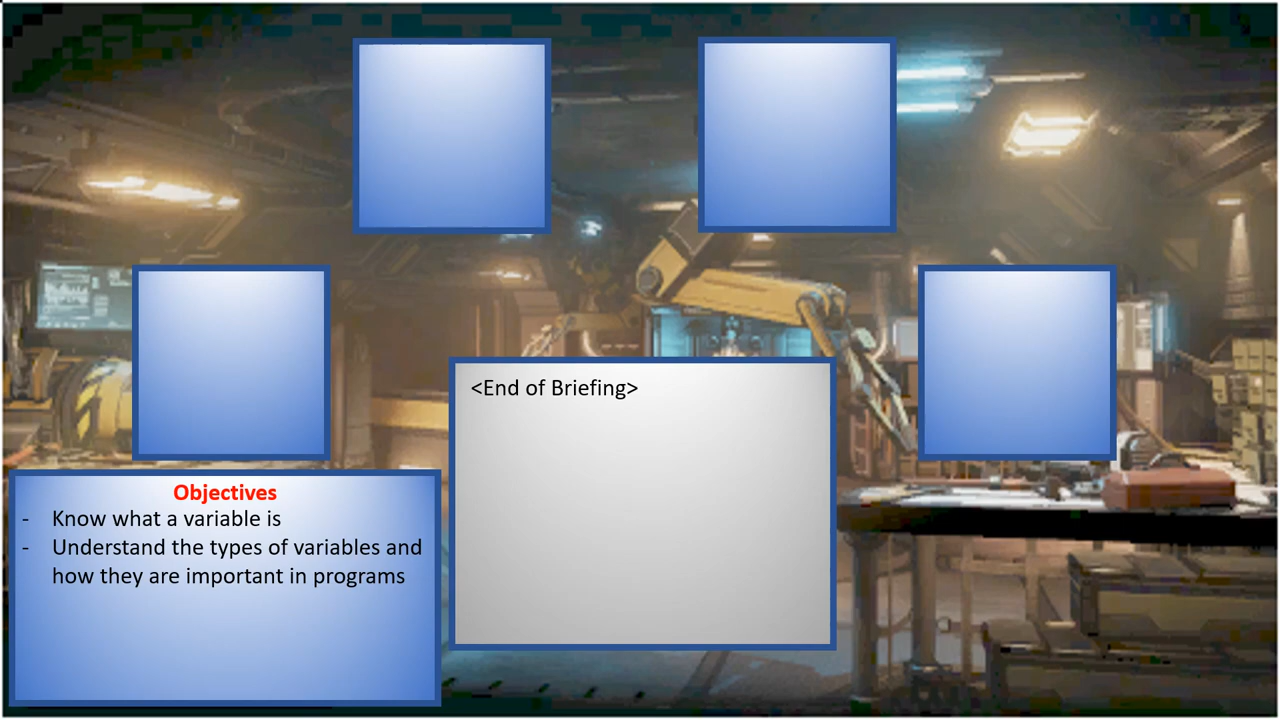 <End of Briefing>
Objectives
- Know what a variable is
- Understand the types of variables and
how they are important in programs